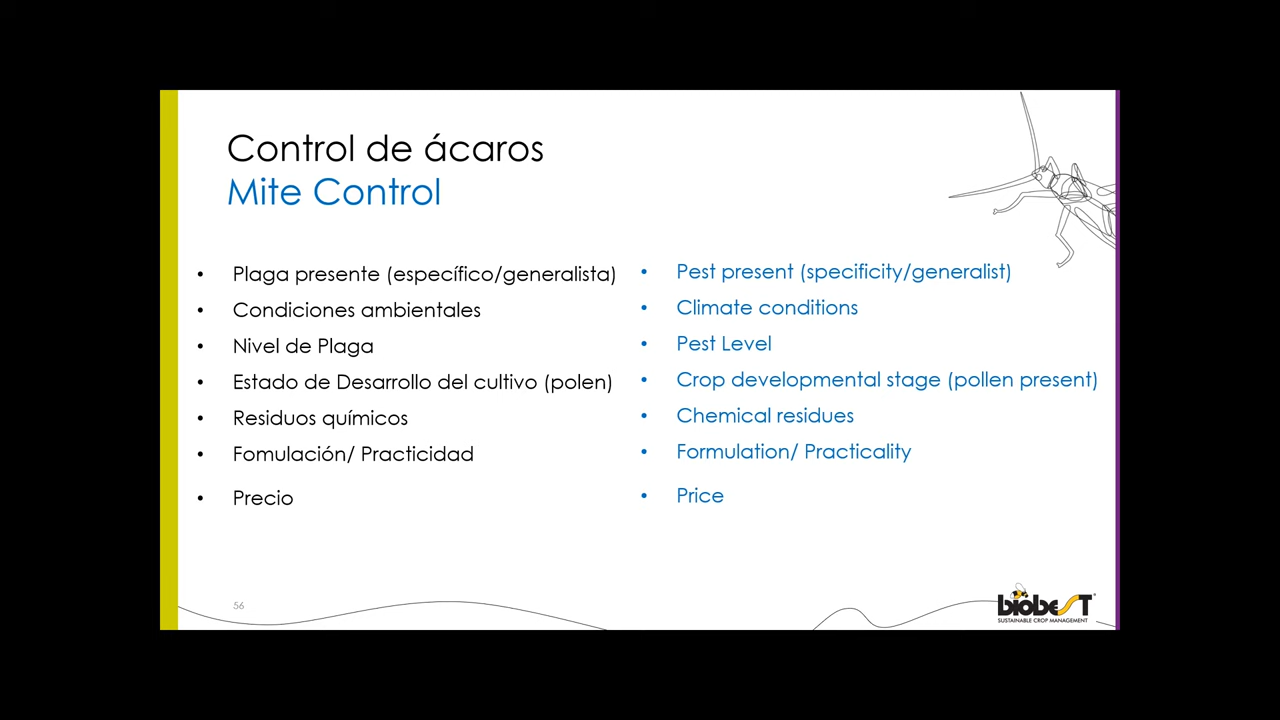 Control de ácaros
Mite Control
• Plaga presente (específico/generalista)
• Condiciones ambientales
• Nivel de Plaga
• Estado de Desarrollo del cultivo (polen)
• Residuos químicos
• Fomulación/ Practicidad
• Precio
• Pest present (specificity/generalist)
• Climate conditions
• Pest Level
• Crop developmental stage (pollen present)
• Chemical residues
• Formulation/ Practicality
• Price
56
biobest®
SUSTAINABLE CROP MANAGEMENT